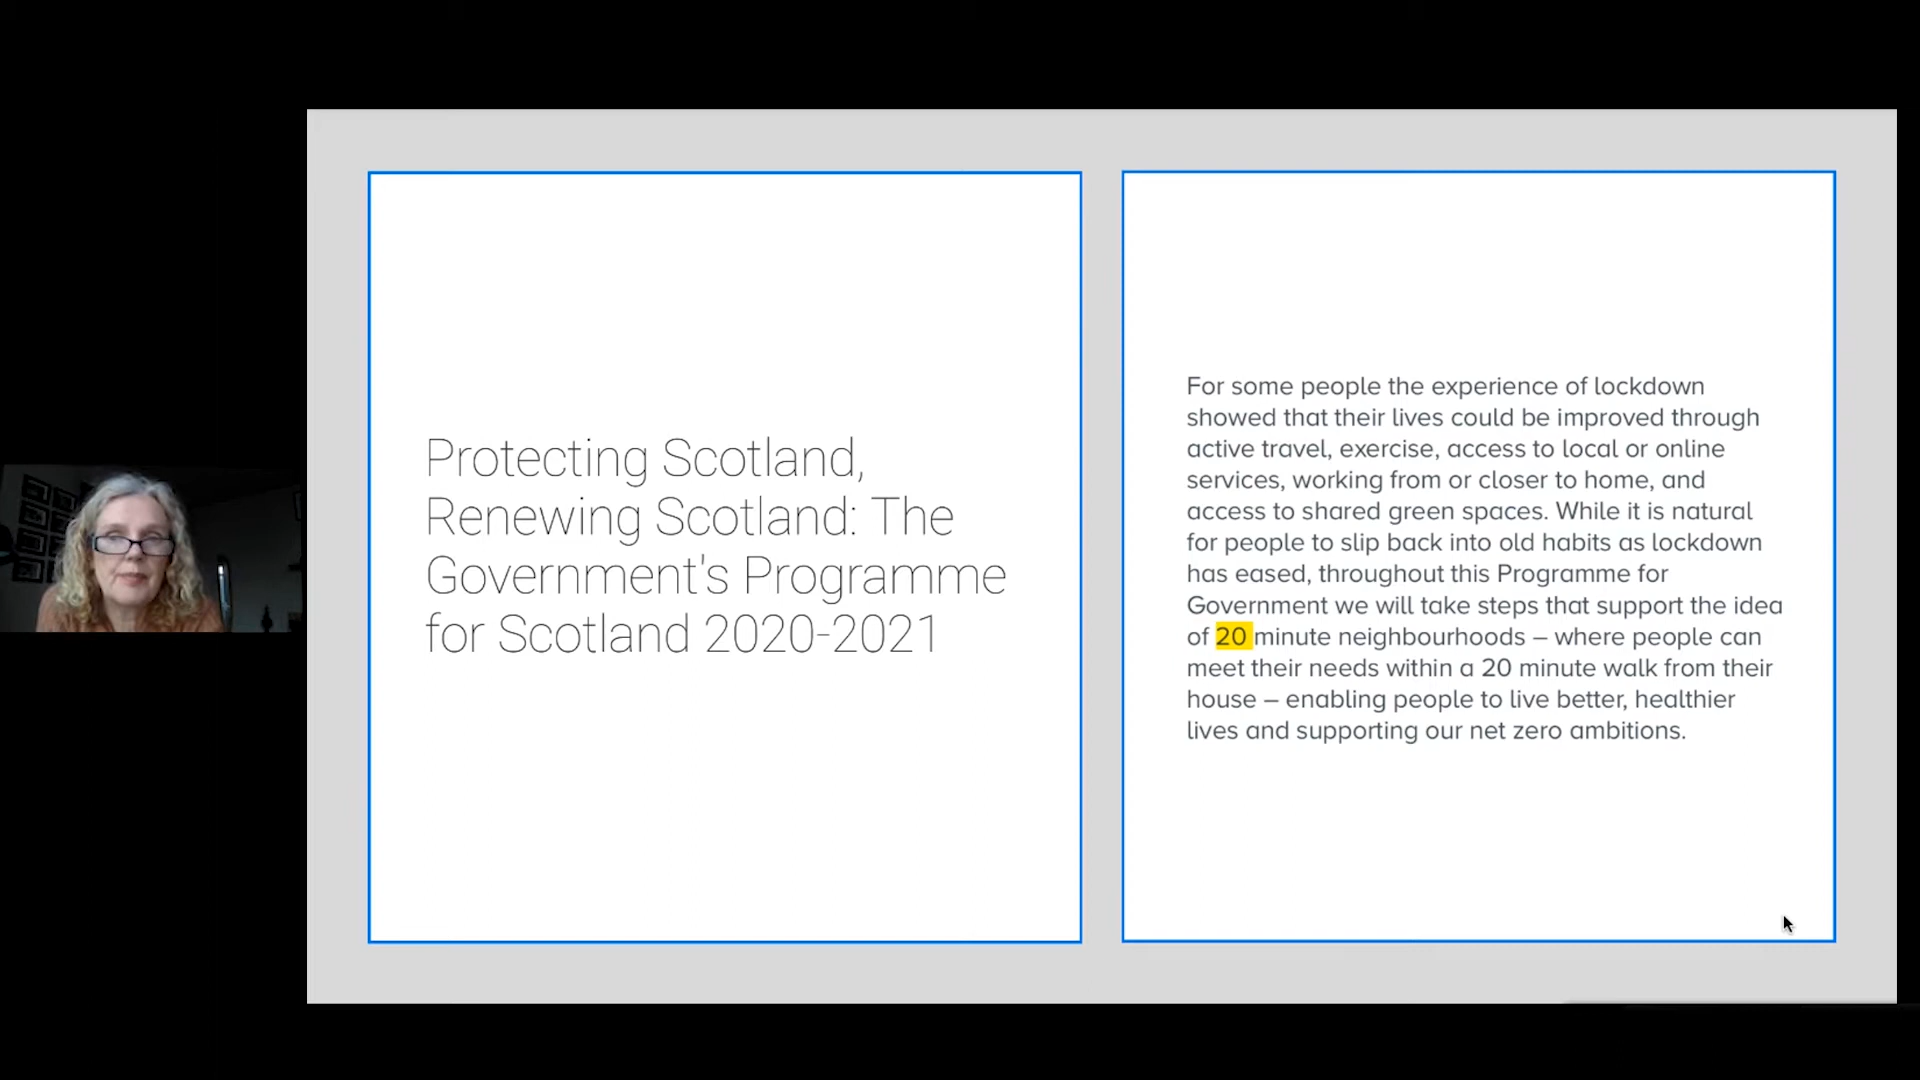 Protecting Scotland,
Renewing Scotland: The
Government's Programme
for Scotland 2020-2021
For some people the experience of lockdown
showed that their lives could be improved through
active travel, exercise, access to local or online
services, working from or closer to home, and
access to shared green spaces. While it is natural
for people to slip back into old habits as lockdown
has eased, throughout this Programme for
Government we will take steps that support the idea
of 20 minute neighbourhoods – where people can
meet their needs within a 20 minute walk from their
house – enabling people to live better, healthier
lives and supporting our net zero ambitions.